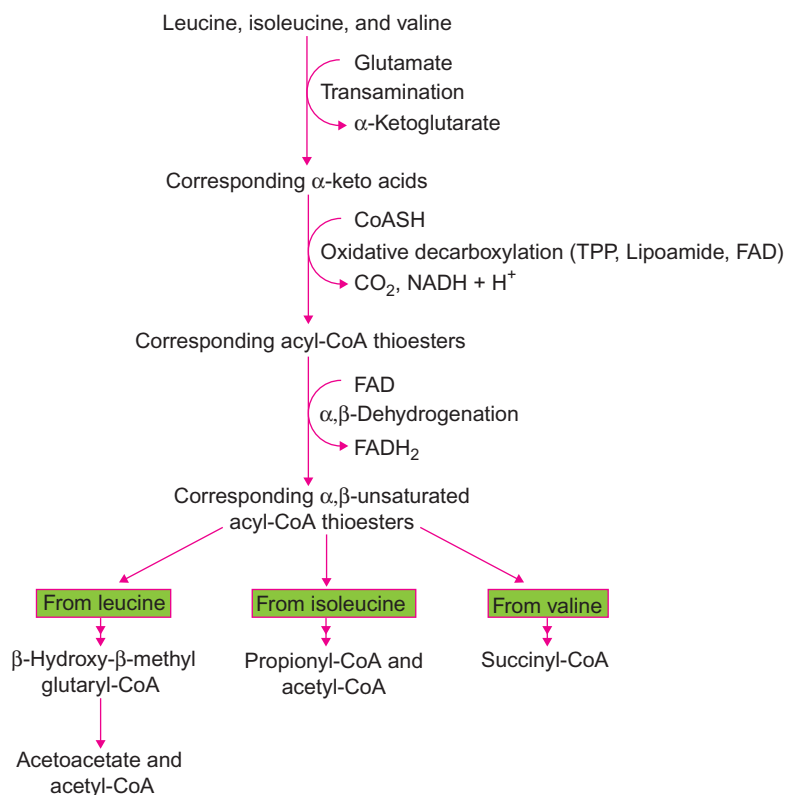 Leucine, isoleucine, and valine
Glutamate
Transamination
α-Ketoglutarate
Corresponding α-keto acids
CoASH
Oxidative decarboxylation (TPP, Lipoamide, FAD)
CO₂, NADH + H⁺
Corresponding acyl-CoA thioesters
FAD
α,β-Dehydrogenation
FADH₂
Corresponding α,β-unsaturated
acyl-CoA thioesters
From leucine
From isoleucine
From valine
β-Hydroxy-β-methyl
glutaryl-CoA
Propionyl-CoA and
acetyl-CoA
Succinyl-CoA
Acetoacetate and
acetyl-CoA